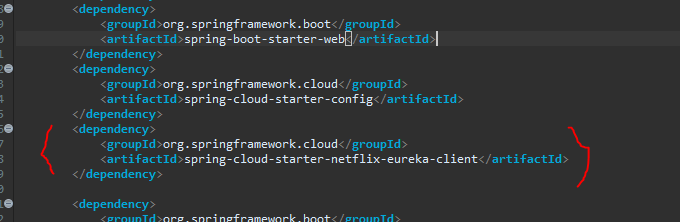 <dependency>
<groupId>org.springframework.boot</groupId>
<artifactId>spring-boot-starter-web</artifactId>
</dependency>
<dependency>
<groupId>org.springframework.cloud</groupId>
<artifactId>spring-cloud-starter-config</artifactId>
</dependency>
<dependency>
<groupId>org.springframework.cloud</groupId>
<artifactId>spring-cloud-starter-netflix-eureka-client</artifactId>
</dependency>
<dependency>
<groupId>org.springframework.boot</groupId>